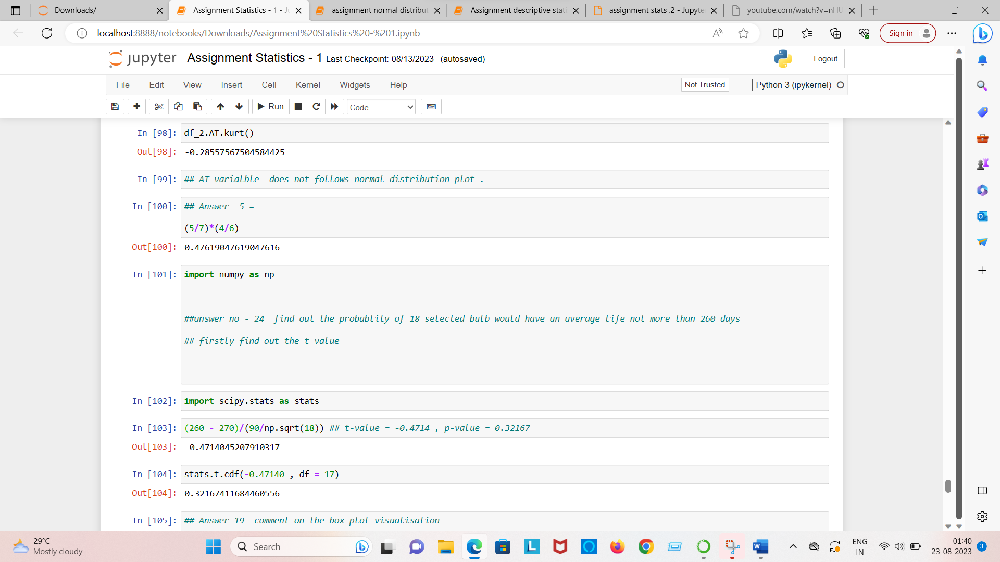 Downloads/
Assignment Statistics - 1 - Ju
assignment normal distribut
Assignment descriptive stati
assignment stats .2 - Jupyte
youtube.com/watch?v=nHU
localhost:8888/notebooks/Downloads/Assignment%20Statistics%20-%201.ipynb
Sign in
jupyter Assignment Statistics - 1 Last Checkpoint: 08/13/2023 (autosaved)
Logout
File Edit View Insert Cell Kernel Widgets Help
Not Trusted
Python 3 (ipykernel)
Run
Code
In [98]: df_2.AT.kurt()
Out[98]: -0.28557567504584425
In [99]: ## AT-varialble  does not follows normal distribution plot .
In [100]: ## Answer -5 =
(5/7)*(4/6)
Out[100]: 0.47619047619047616
In [101]: import numpy as np
##answer no - 24  find out the probablity of 18 selected bulb would have an average life not more than 260 days
## firstly find out the t value
In [102]: import scipy.stats as stats
In [103]: (260 - 270)/(90/np.sqrt(18)) ## t-value = -0.4714 , p-value = 0.32167
Out[103]: -0.4714045207910317
In [104]: stats.t.cdf(-0.47140 , df = 17)
Out[104]: 0.32167411684460556
In [105]: ## Answer 19  comment on the box plot visualisation
29°C
Mostly cloudy
Search
ENG
IN
01:40
23-08-2023
3